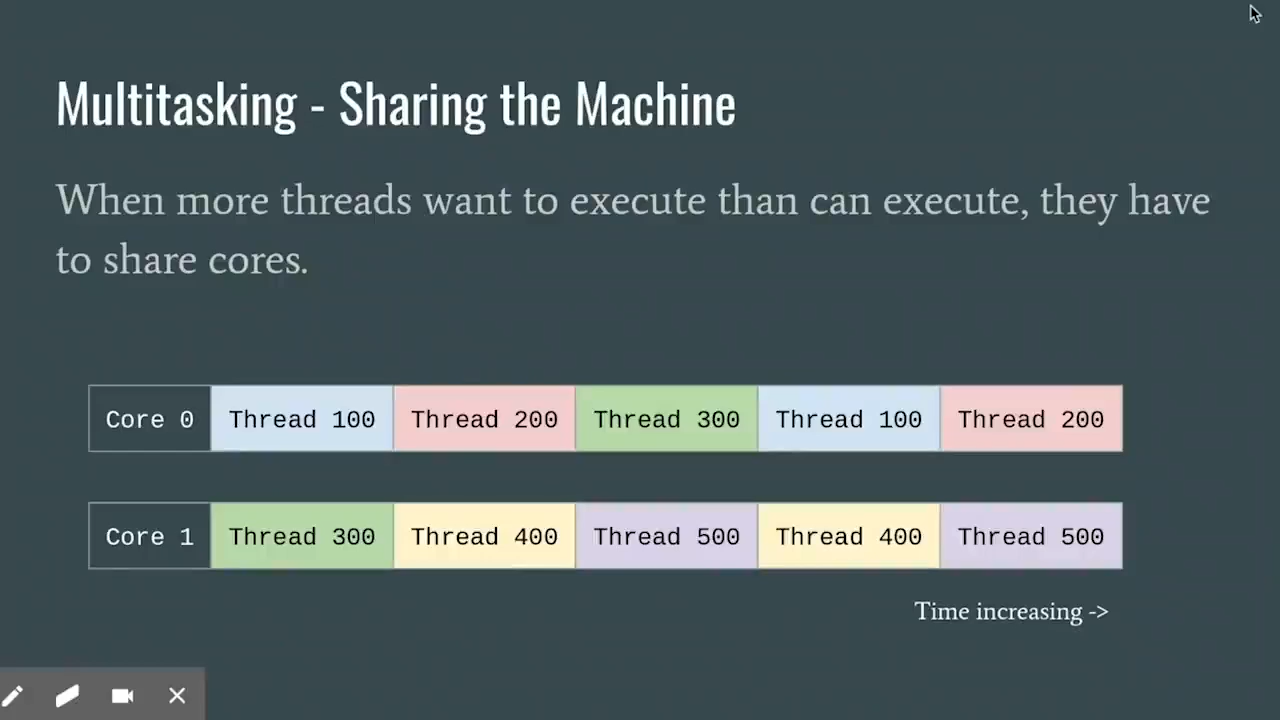 Multitasking - Sharing the Machine
When more threads want to execute than can execute, they have
to share cores.
Core 0 Thread 100 Thread 200 Thread 300 Thread 100 Thread 200
Core 1 Thread 300 Thread 400 Thread 500 Thread 400 Thread 500
Time increasing ->